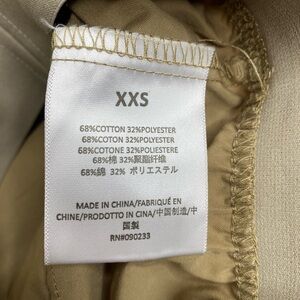 XXS
68%COTTON 32%POLYESTER
68%COTTON 32%POLYESTER
68%COTONE 32%POLYESTER
68%棉 32%聚酯纤维
68%綿 32% ポリエステル
MADE IN CHINA/FABRIQUÉ EN
CHINE/PRODOTTO IN CINA/中国制造/中
国製
RN#090233